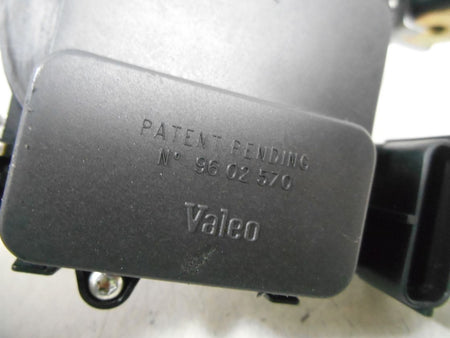 PATENT PENDING
N° 96 02 570
Valeo